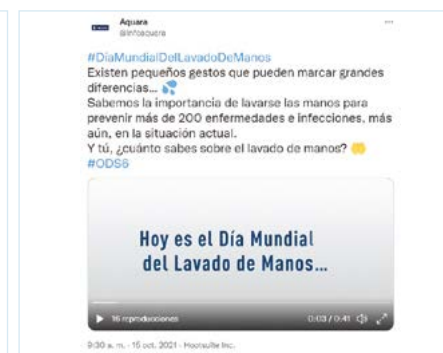 Aquara
@infoaquara
#DíaMundialDelLavadoDeManos
Existen pequeños gestos que pueden marcar grandes
diferencias... 💦
Sabemos la importancia de lavarse las manos para
prevenir más de 200 enfermedades e infecciones, más
aún, en la situación actual.
Y tú, ¿cuánto sabes sobre el lavado de manos? 👐
#ODS6
Hoy es el Día Mundial
del Lavado de Manos...
16 reproducciones
0:03 / 0:41
9:30 a. m. · 15 oct. 2021 · Hootsuite Inc.